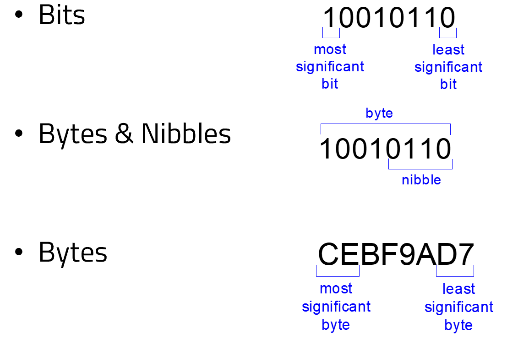 • Bits
10010110
most significant bit
least significant bit
• Bytes & Nibbles
byte
10010110
nibble
• Bytes
CEBF9AD7
most significant byte
least significant byte